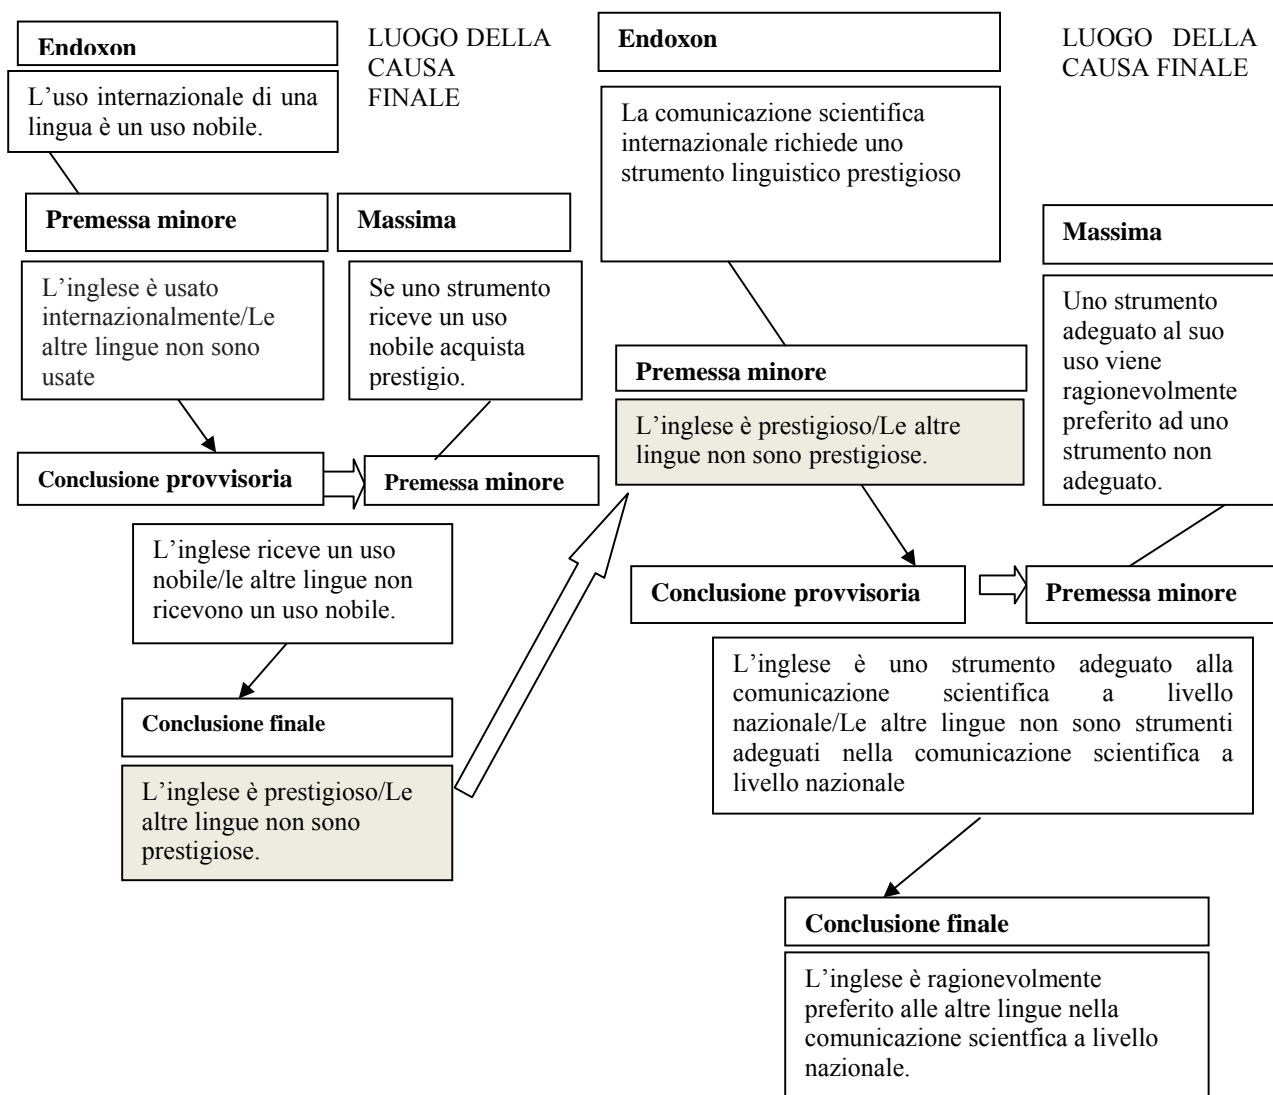 Endoxon
LUOGO DELLA
CAUSA
FINALE
L’uso internazionale di una
lingua è un uso nobile.
Premessa minore
Massima
L’inglese è usato
internazionalmente/Le
altre lingue non sono
usate
Se uno strumento
riceve un uso
nobile acquista
prestigio.
Conclusione provvisoria
Premessa minore
L’inglese riceve un uso
nobile/le altre lingue non
ricevono un uso nobile.
Conclusione finale
L’inglese è prestigioso/Le
altre lingue non sono
prestigiose.
Endoxon
LUOGO DELLA
CAUSA FINALE
La comunicazione scientifica
internazionale richiede uno
strumento linguistico prestigioso
Massima
Uno strumento
adeguato al suo
uso viene
ragionevolmente
preferito ad uno
strumento non
adeguato.
Premessa minore
L’inglese è prestigioso/Le altre
lingue non sono prestigiose.
Conclusione provvisoria
Premessa minore
L’inglese è uno strumento adeguato alla
comunicazione scientifica a livello
nazionale/Le altre lingue non sono strumenti
adeguati nella comunicazione scientifica a
livello nazionale
Conclusione finale
L’inglese è ragionevolmente
preferito alle altre lingue nella
comunicazione scientfica a livello
nazionale.